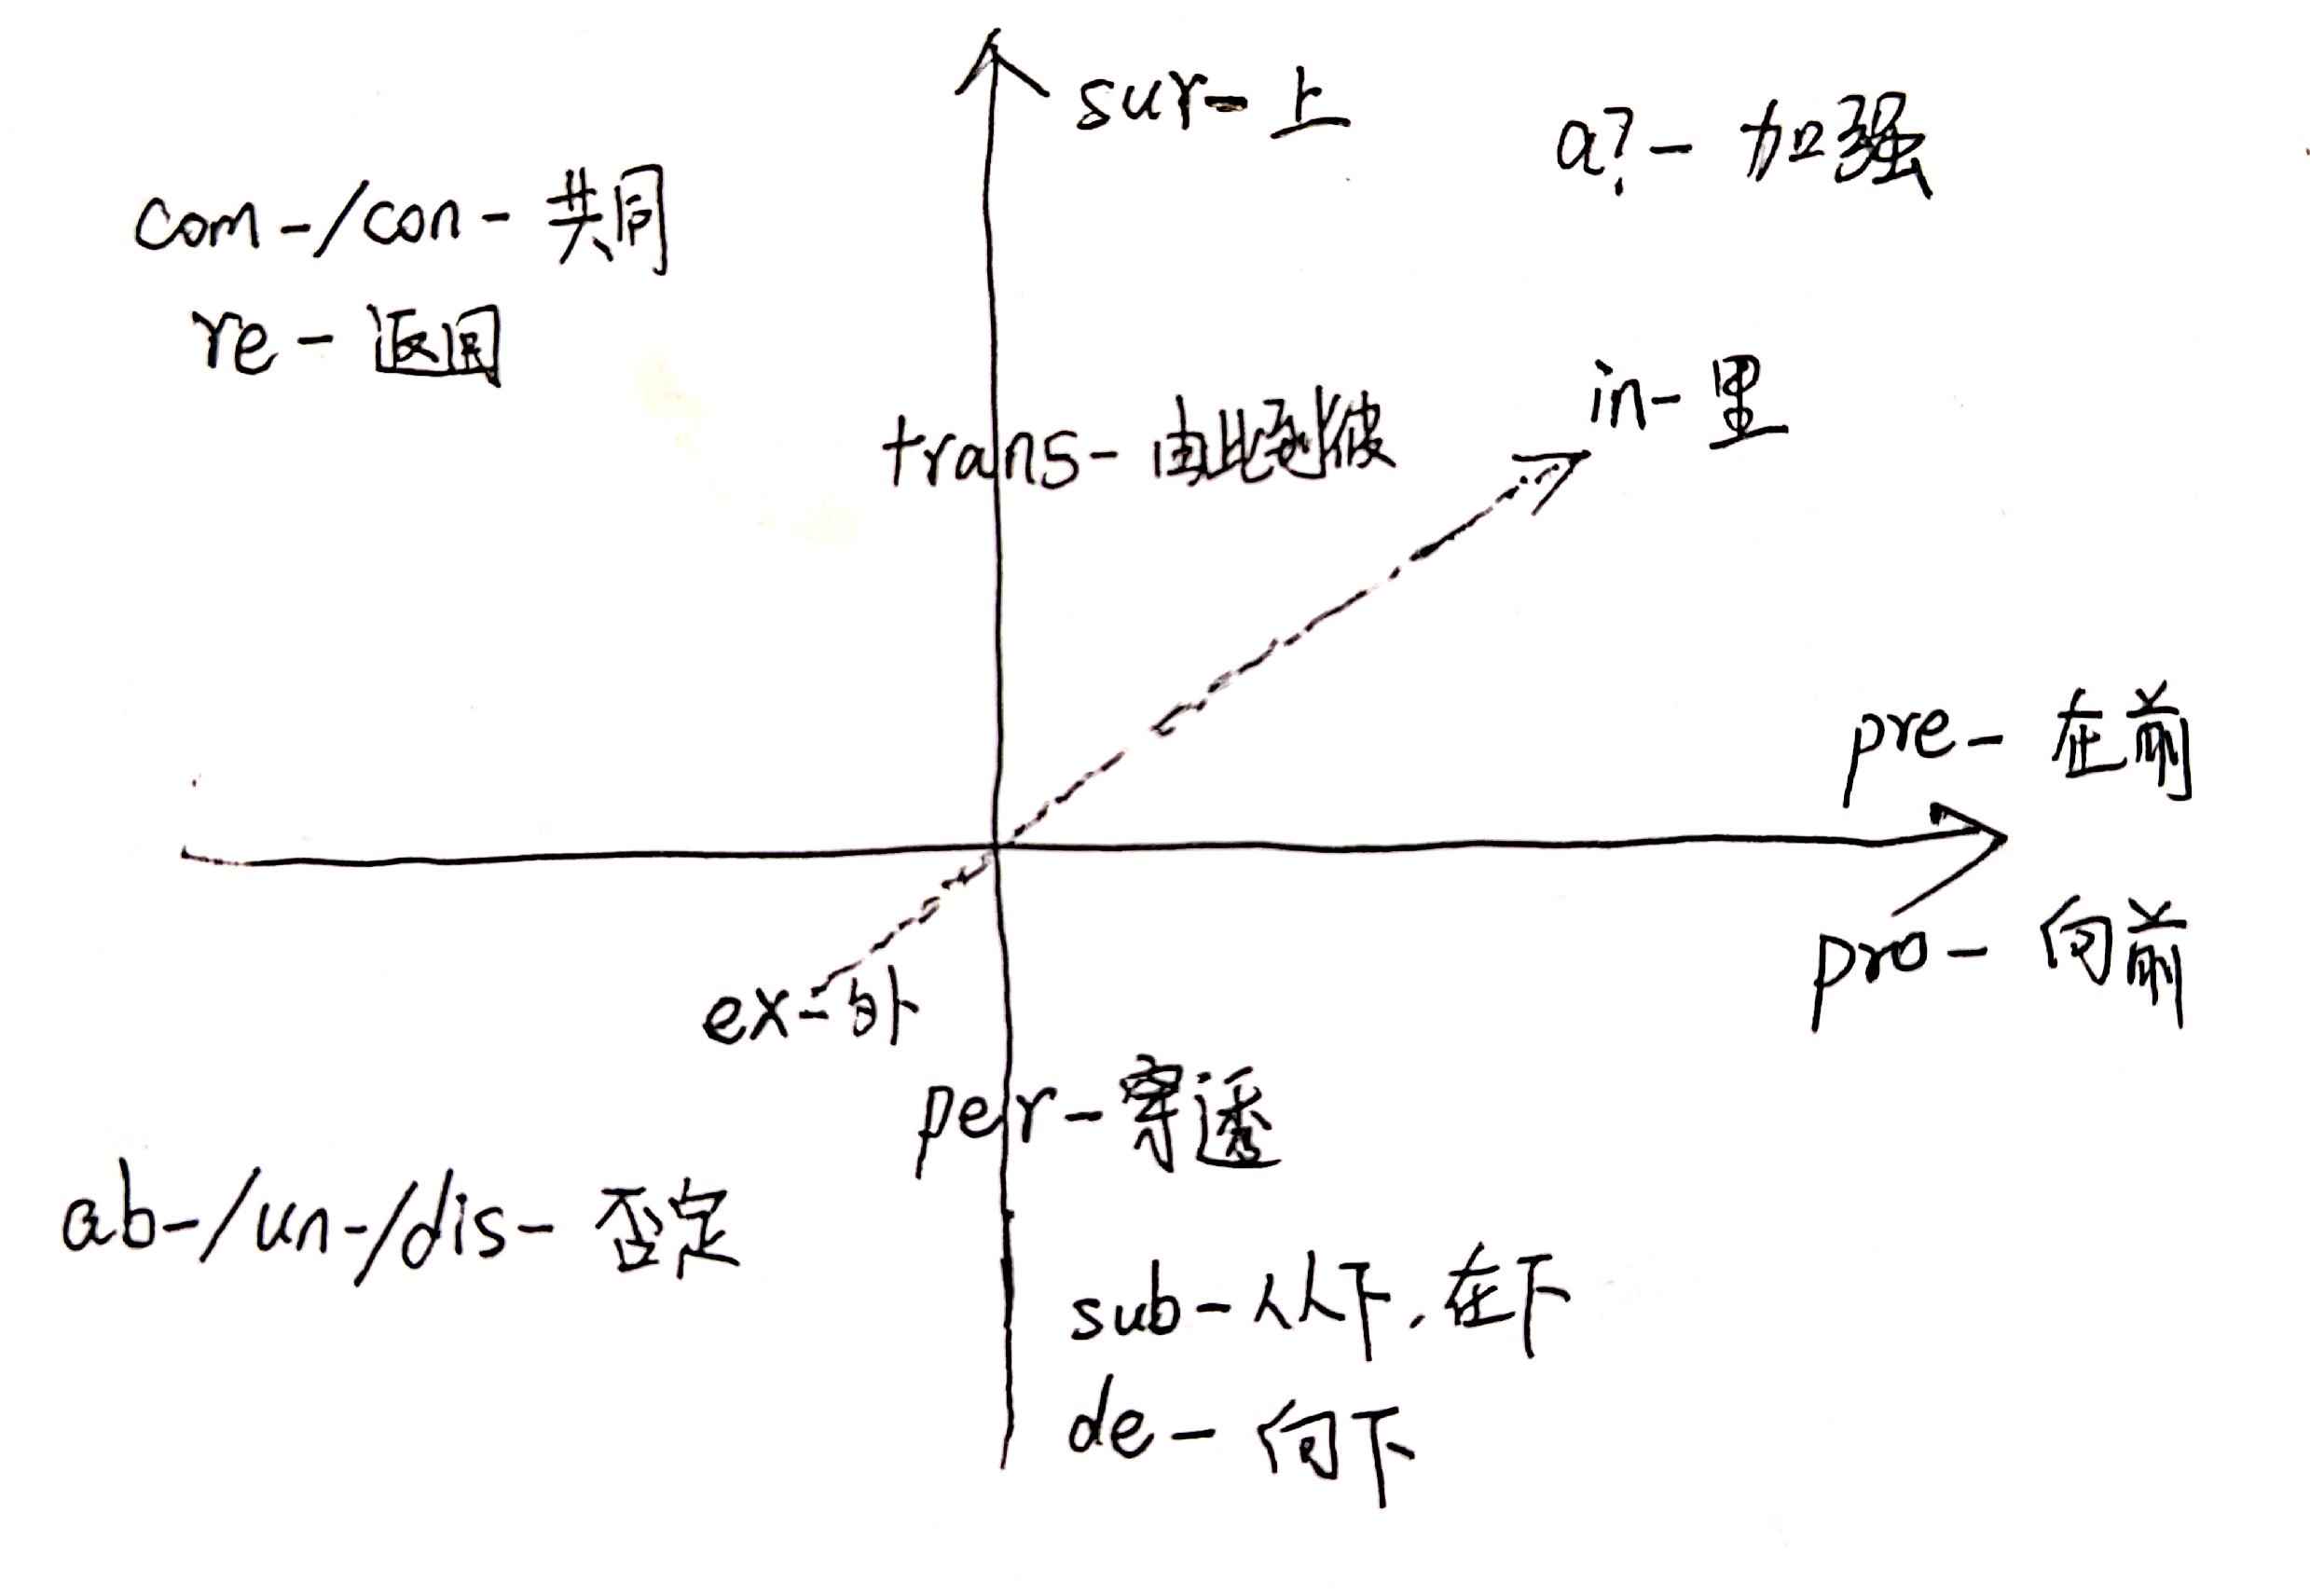 sur- 上
a?- 加强
com-/con- 共同
re- 返回
in- 里
trans- 由此到彼
pre- 在前
pro- 向前
ex- 外
per- 穿透
ab-/un-/dis- 否定
sub- 从下,在下
de- 向下